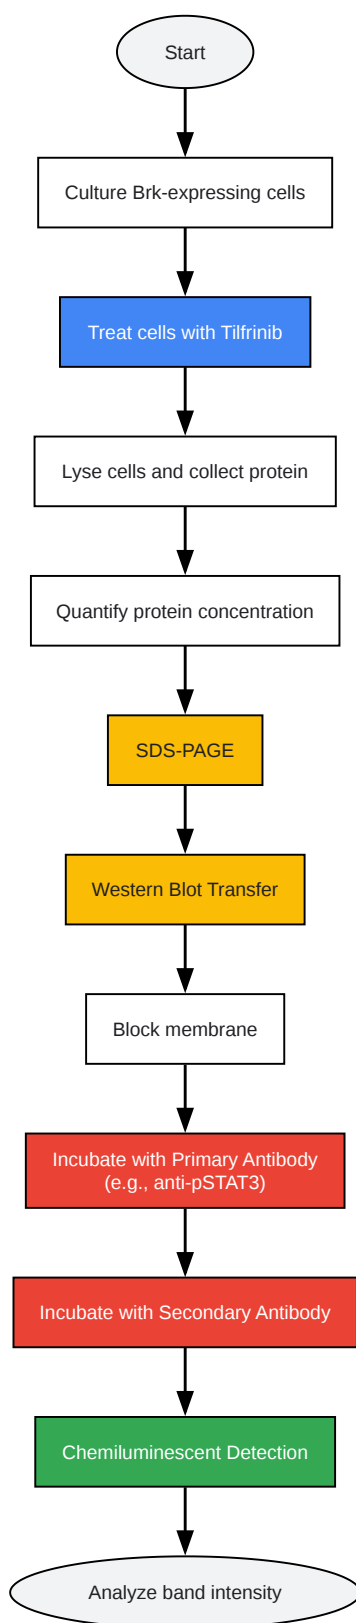 Start
Culture Brk-expressing cells
Treat cells with Tilfrinib
Lyse cells and collect protein
Quantify protein concentration
SDS-PAGE
Western Blot Transfer
Block membrane
Incubate with Primary Antibody
(e.g., anti-pSTAT3)
Incubate with Secondary Antibody
Chemiluminescent Detection
Analyze band intensity